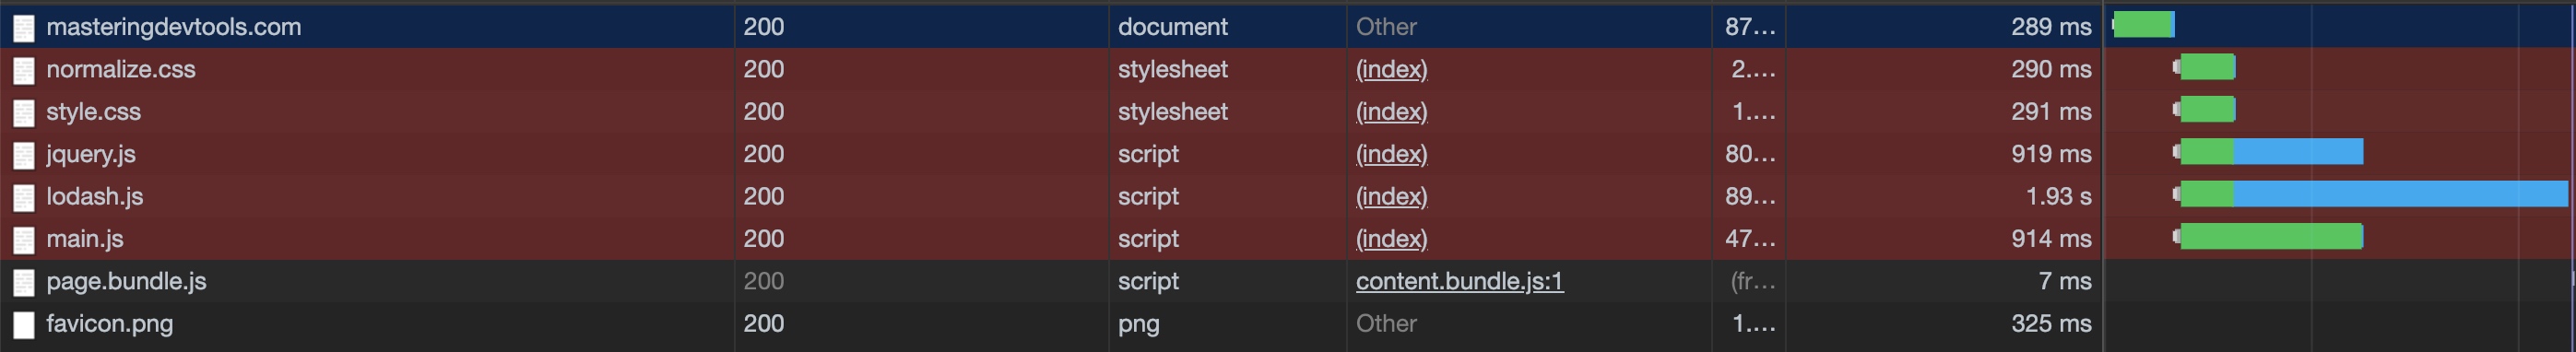 masteringdevtools.com 200 document Other 87... 289 ms
normalize.css 200 stylesheet (index) 2.... 290 ms
style.css 200 stylesheet (index) 1.... 291 ms
jquery.js 200 script (index) 80... 919 ms
lodash.js 200 script (index) 89... 1.93 s
main.js 200 script (index) 47... 914 ms
page.bundle.js 200 script content.bundle.js:1 (fr... 7 ms
favicon.png 200 png Other 1.... 325 ms